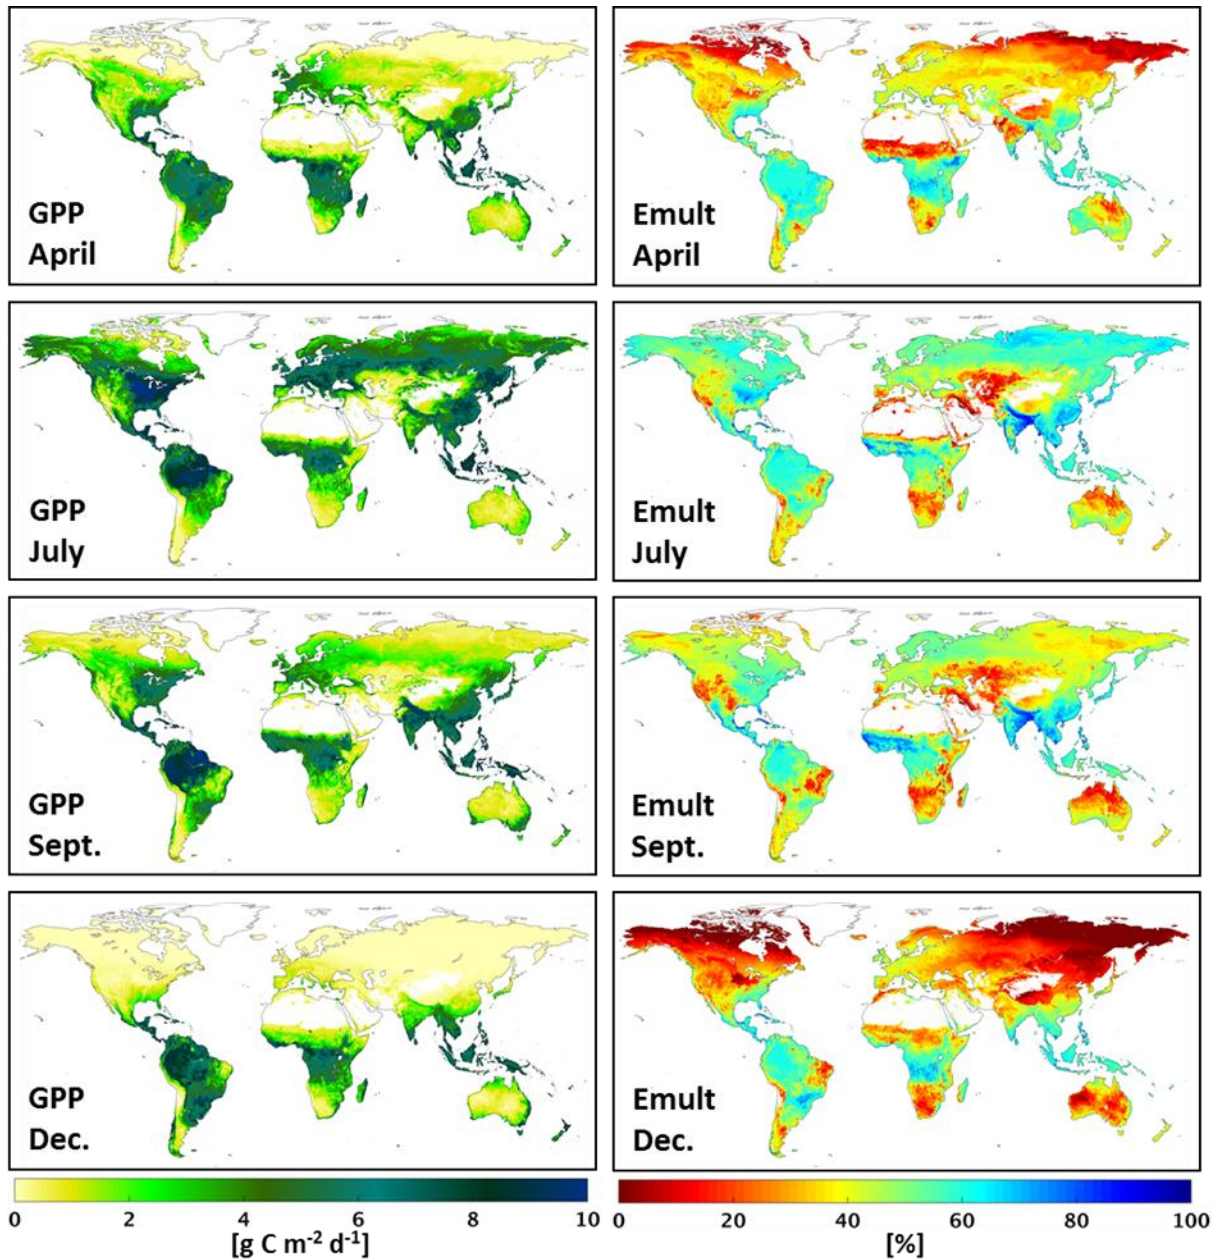 GPP
April
Emult
April
GPP
July
Emult
July
GPP
Sept.
Emult
Sept.
GPP
Dec.
Emult
Dec.
0 2 4 6 8 10
[g C m⁻² d⁻¹]
0 20 40 60 80 100
[%]